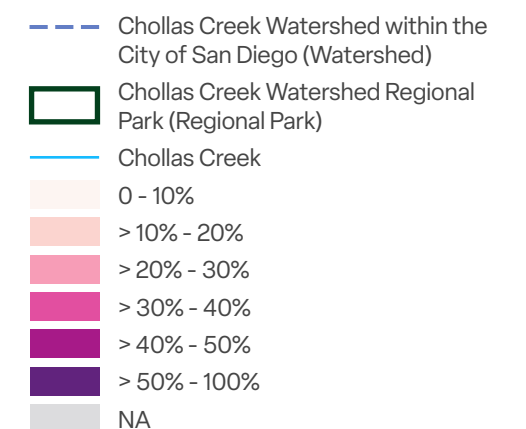 Chollas Creek Watershed within the
City of San Diego (Watershed)
Chollas Creek Watershed Regional
Park (Regional Park)
Chollas Creek
0 - 10%
> 10% - 20%
> 20% - 30%
> 30% - 40%
> 40% - 50%
> 50% - 100%
NA